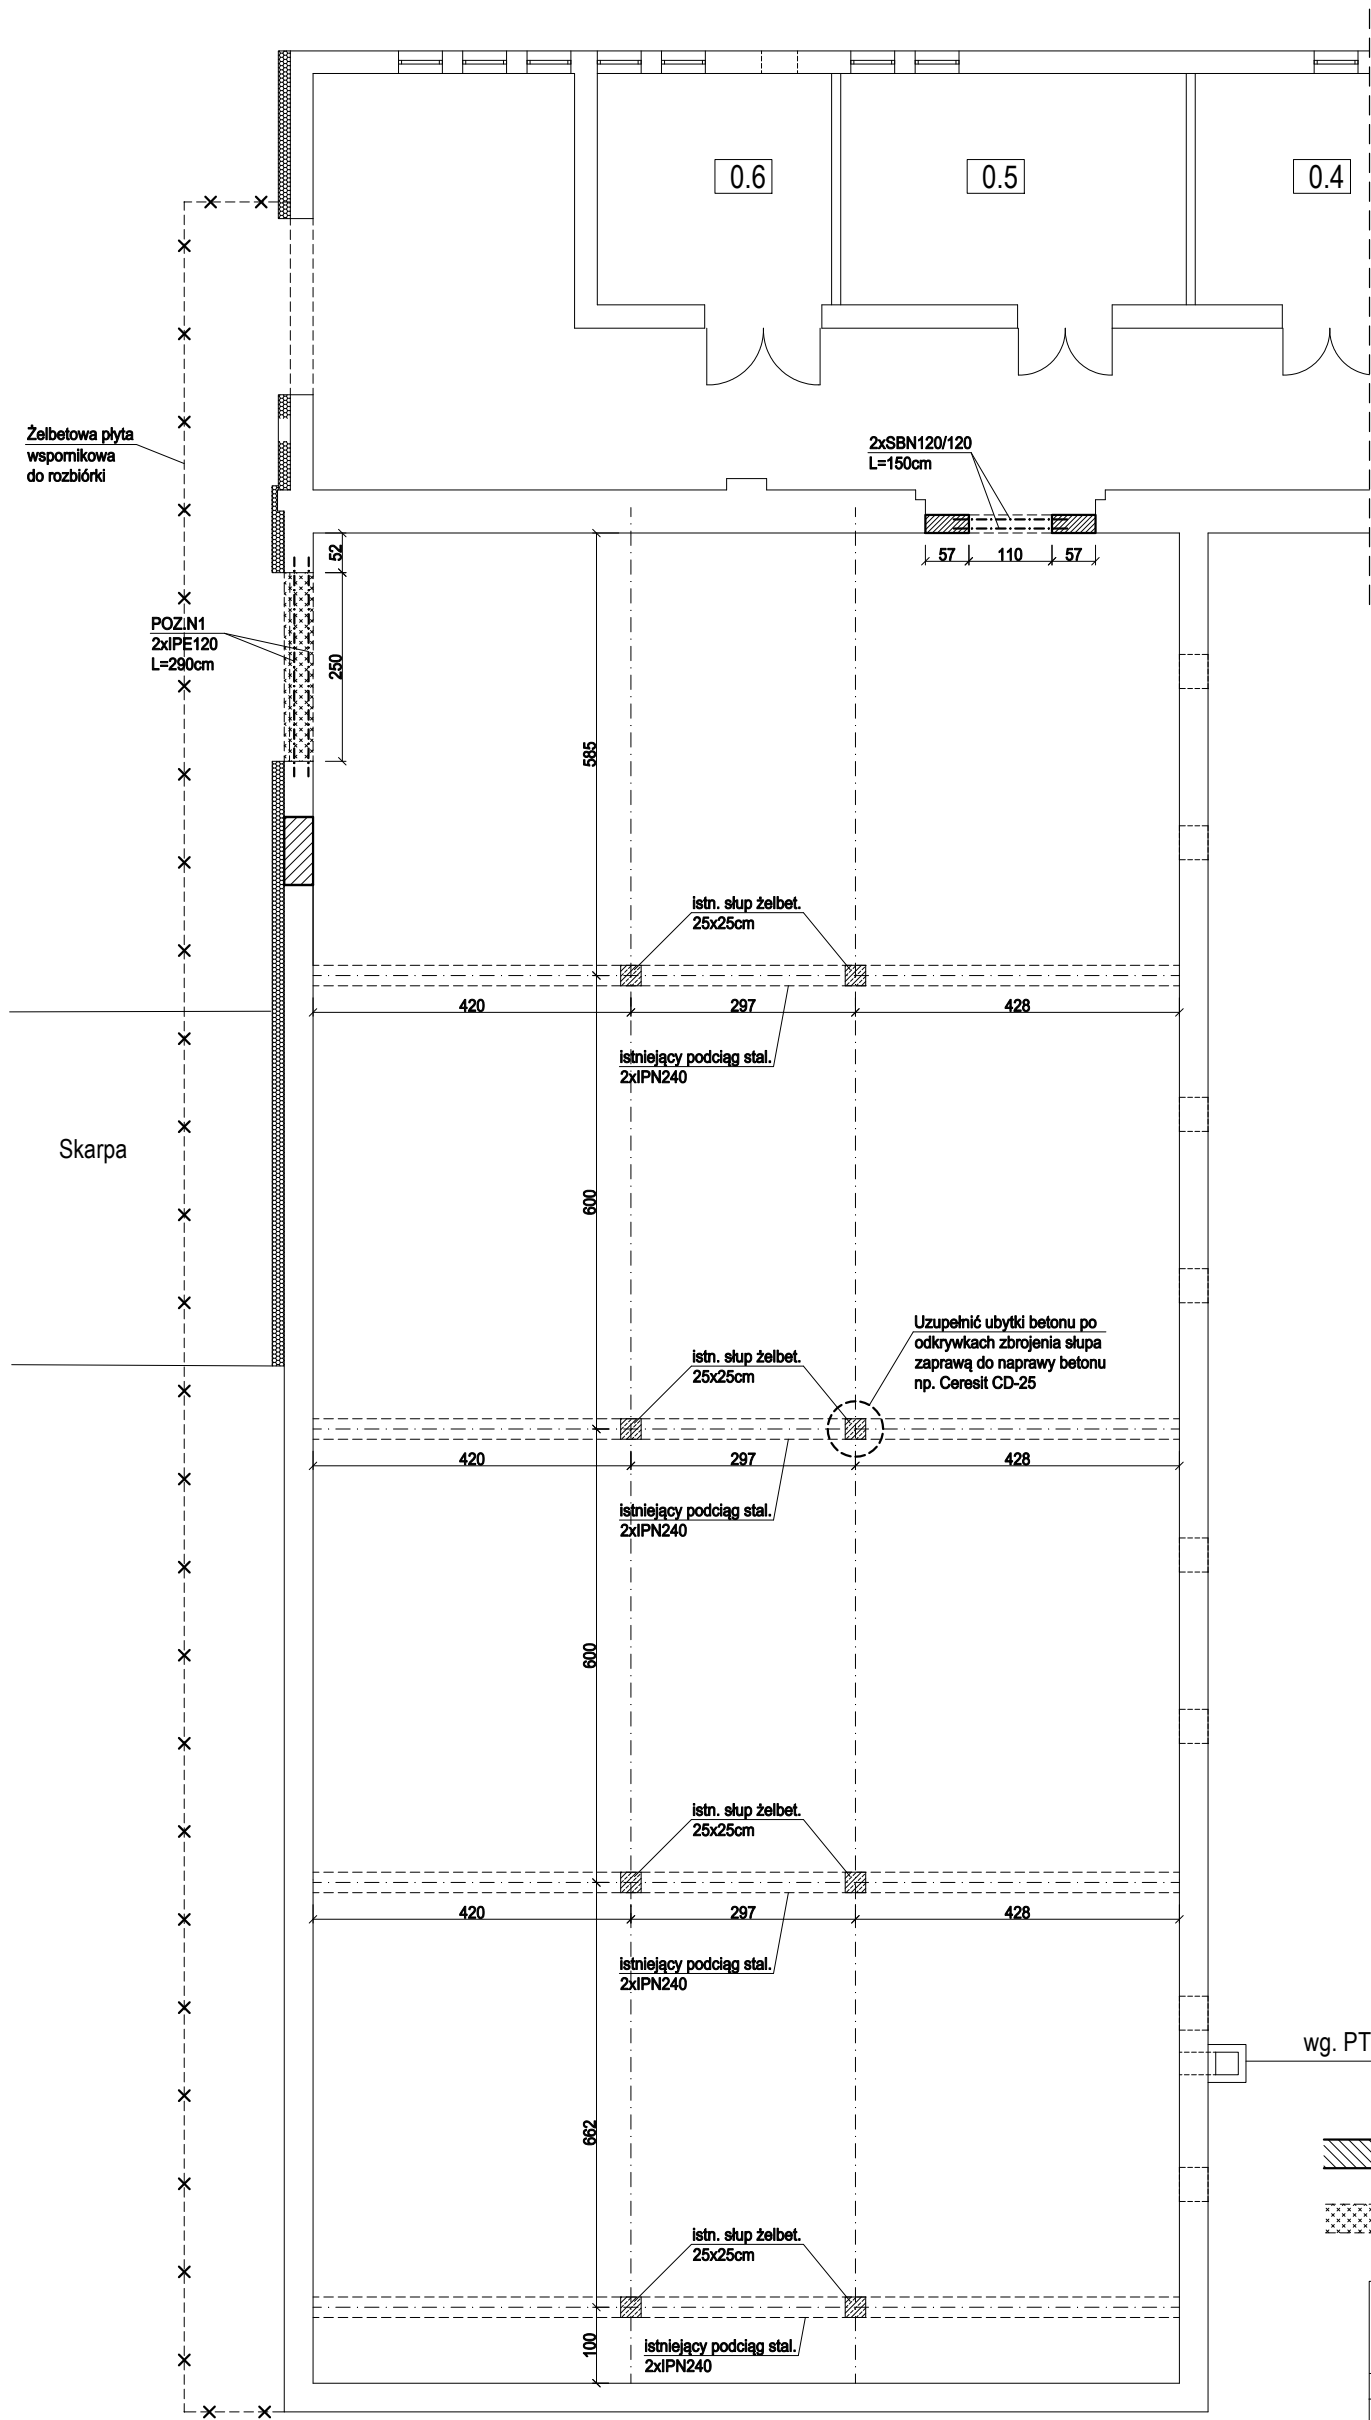 0.6
0.5
0.4
Żelbetowa płyta
wspornikowa
do rozbiórki
2xSBN120/120
L=150cm
57
110
57
52
POZ.N1
2xIPE120
L=290cm
250
585
istn. słup żelbet.
25x25cm
420
297
428
istniejący podciąg stal.
2xIPN240
Skarpa
600
Uzupełnić ubytki betonu po
odkrywkach zbrojenia słupa
zaprawą do naprawy betonu
np. Ceresit CD-25
istn. słup żelbet.
25x25cm
420
297
428
istniejący podciąg stal.
2xIPN240
600
istn. słup żelbet.
25x25cm
420
297
428
istniejący podciąg stal.
2xIPN240
wg. PT
662
istn. słup żelbet.
25x25cm
istniejący podciąg stal.
2xIPN240
100